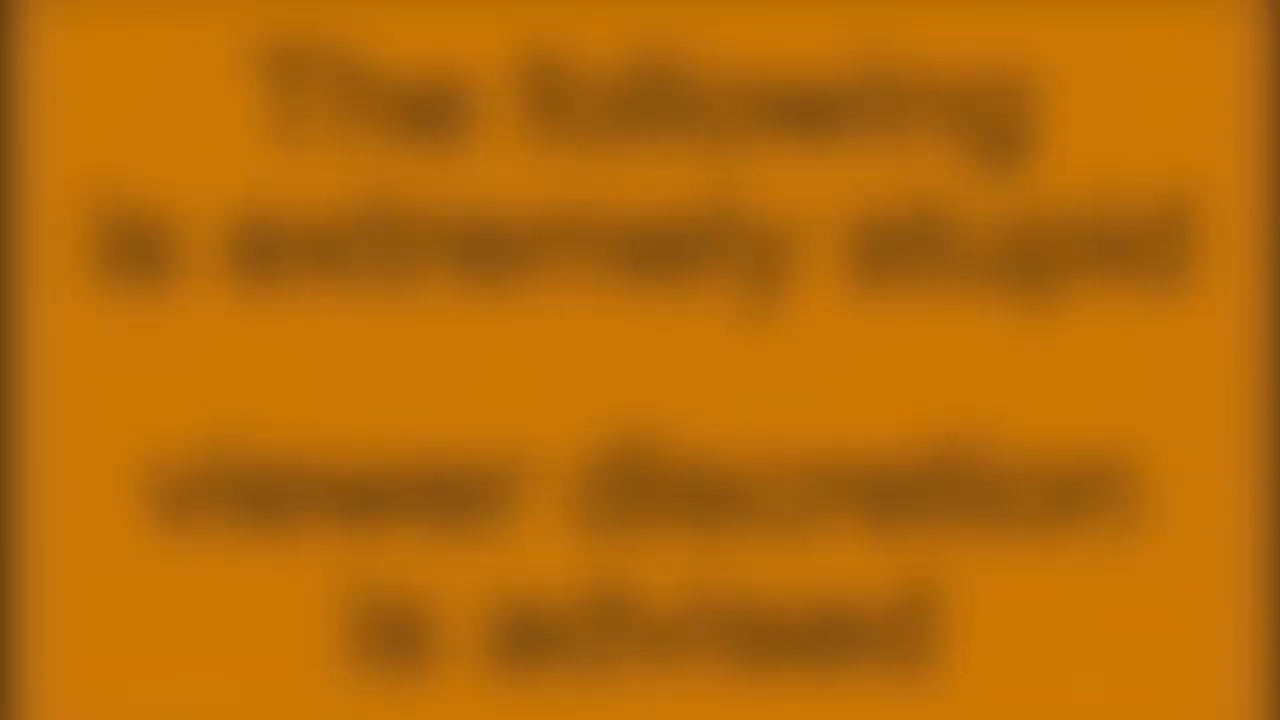 The following
is extremely stupid
viewer discretion
is advised